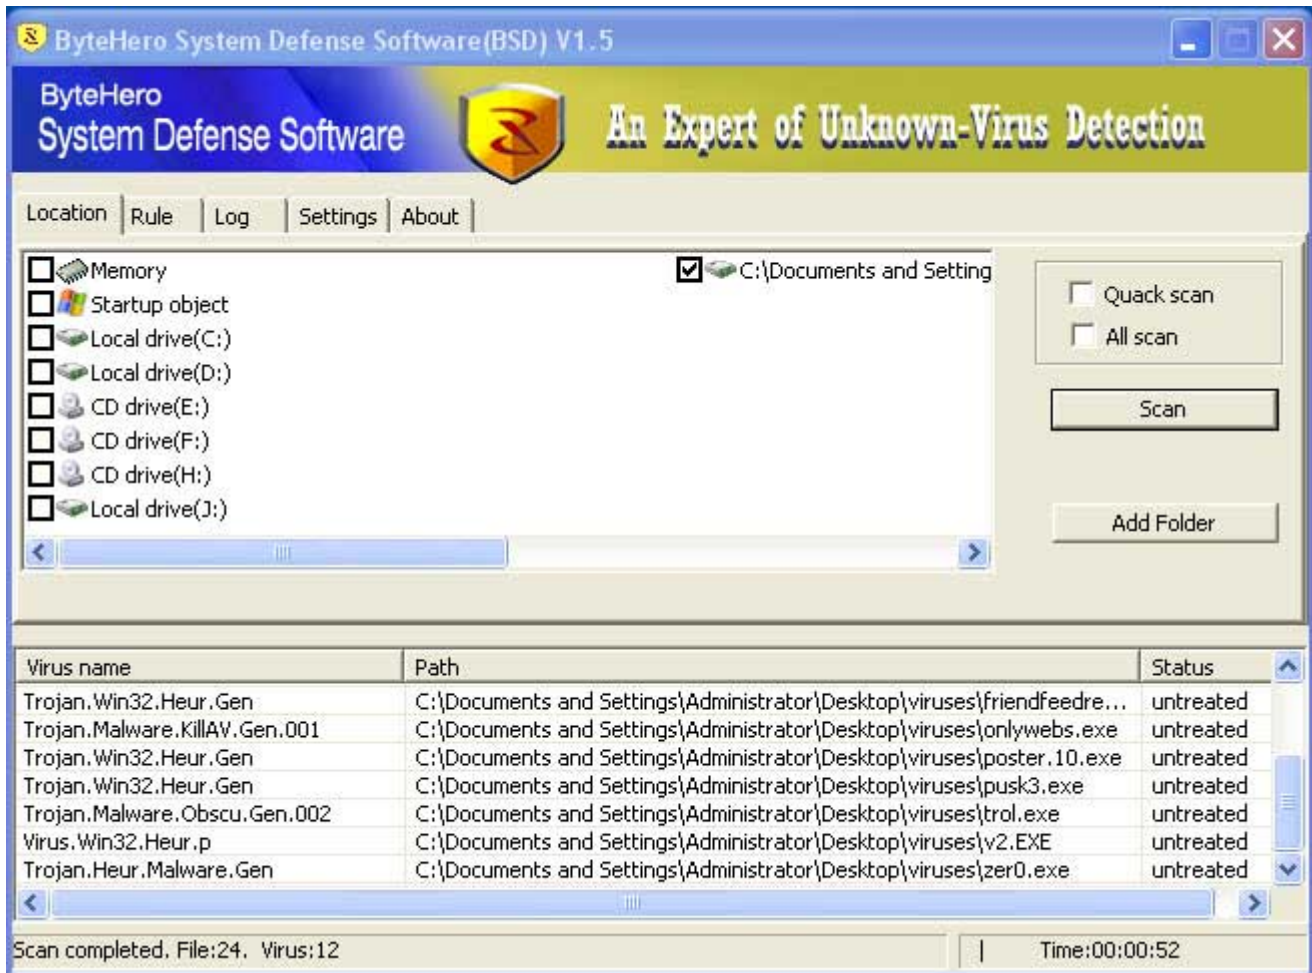 ByteHero System Defense Software(BSD) V1.5
ByteHero
System Defense Software
An Expert of Unknown-Virus Detection
Location Rule Log Settings About
Memory
C:\Documents and Setting
Startup object
Local drive(C:)
Local drive(D:)
CD drive(E:)
CD drive(F:)
CD drive(H:)
Local drive(J:)
Quack scan
All scan
Scan
Add Folder
Virus name Path Status
Trojan.Win32.Heur.Gen C:\Documents and Settings\Administrator\Desktop\viruses\friendfeedre... untreated
Trojan.Malware.KillAV.Gen.001 C:\Documents and Settings\Administrator\Desktop\viruses\onlywebs.exe untreated
Trojan.Win32.Heur.Gen C:\Documents and Settings\Administrator\Desktop\viruses\poster.10.exe untreated
Trojan.Win32.Heur.Gen C:\Documents and Settings\Administrator\Desktop\viruses\pusk3.exe untreated
Trojan.Malware.Obscu.Gen.002 C:\Documents and Settings\Administrator\Desktop\viruses\trol.exe untreated
Virus.Win32.Heur.p C:\Documents and Settings\Administrator\Desktop\viruses\v2.EXE untreated
Trojan.Heur.Malware.Gen C:\Documents and Settings\Administrator\Desktop\viruses\zer0.exe untreated
Scan completed. File:24. Virus:12
| Time:00:00:52